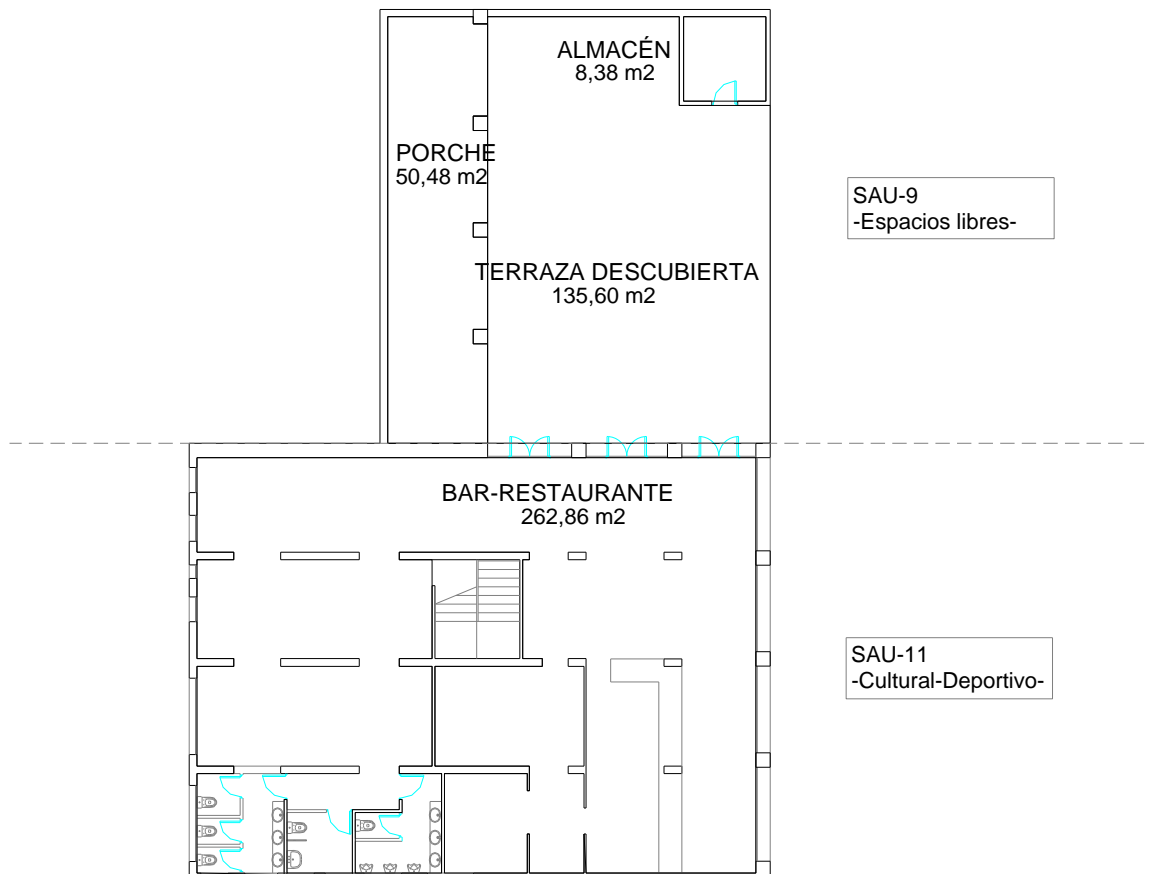 ALMACÉN
8,38 m2
PORCHE
50,48 m2
SAU-9
-Espacios libres-
TERRAZA DESCUBIERTA
135,60 m2
BAR-RESTAURANTE
262,86 m2
SAU-11
-Cultural-Deportivo-